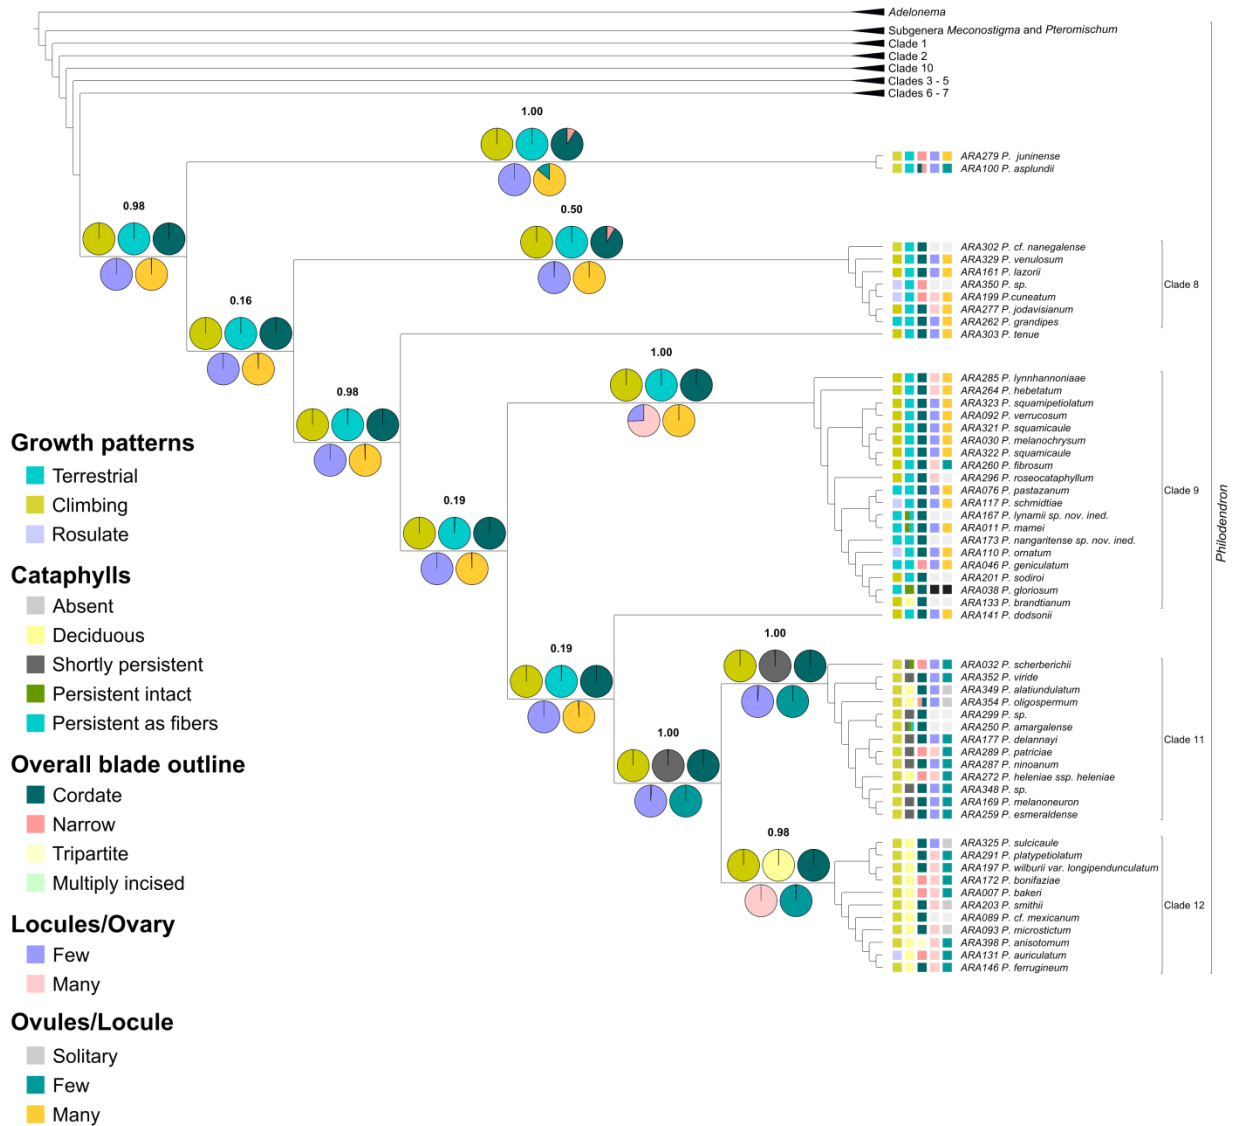 Adelonema
Subgenera Meconostigma and Pteromischum
Clade 1
Clade 2
Clade 10
Clades 3 - 5
Clades 6 - 7
1.00
ARA279 P. juninense
ARA100 P. asplundii
0.98
0.50
ARA302 P. cf. nanegalense
ARA329 P. venulosum
ARA161 P. lazorii
ARA350 P. sp.
ARA199 P.cuneatum
ARA277 P. jodavisianum
ARA262 P. grandipes
Clade 8
ARA303 P. tenue
0.16
1.00
0.98
ARA285 P. lynnhannoniae
ARA264 P. hebetatum
ARA323 P. squamipetiolatum
ARA092 P. verrucosum
ARA321 P. squamicaule
ARA030 P. melanochrysum
ARA322 P. squamicaule
ARA260 P. fibrosum
ARA296 P. roseocataphyllum
ARA076 P. pastazanum
ARA117 P. schmidtiae
ARA167 P. lynamii sp. nov. ined.
ARA011 P. mamei
ARA173 P. nangaritense sp. nov. ined.
ARA110 P. ornatum
ARA046 P. geniculatum
ARA201 P. sodiroi
ARA038 P. gloriosum
ARA133 P. brandtianum
Clade 9
Philodendron
ARA141 P. dodsonii
0.19
0.19
1.00
1.00
ARA032 P. scherberichii
ARA352 P. viride
ARA349 P. alatiundulatum
ARA354 P. oligospermum
ARA299 P. sp.
ARA250 P. amargalense
ARA177 P. delannayi
ARA289 P. patriciae
ARA287 P. ninoanum
ARA272 P. heleniae ssp. heleniae
ARA348 P. sp.
ARA169 P. melanoneuron
ARA259 P. esmeraldense
Clade 11
0.98
ARA325 P. sulcicaule
ARA291 P. platypetiolatum
ARA197 P. wilburii var. longipendunculatum
ARA172 P. bonifaziae
ARA007 P. bakeri
ARA203 P. smithii
ARA089 P. cf. mexicanum
ARA093 P. microstictum
ARA398 P. anisotomum
ARA131 P. auriculatum
ARA146 P. ferrugineum
Clade 12
Growth patterns
Terrestrial
Climbing
Rosulate
Cataphylls
Absent
Deciduous
Shortly persistent
Persistent intact
Persistent as fibers
Overall blade outline
Cordate
Narrow
Tripartite
Multiply incised
Locules/Ovary
Few
Many
Ovules/Locule
Solitary
Few
Many